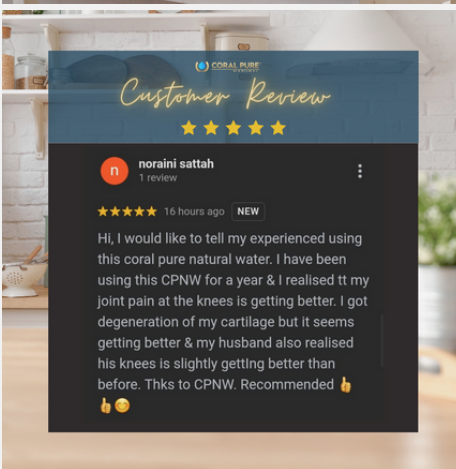 CORAL PURE
Customer Review
n
noraini sattah
1 review
16 hours ago NEW
Hi, I would like to tell my experienced using
this coral pure natural water. I have been
using this CPNW for a year & I realised tt my
joint pain at the knees is getting better. I got
degeneration of my cartilage but it seems
getting better & my husband also realised
his knees is slightly getting better than
before. Thks to CPNW. Recommended 👍
👍😊